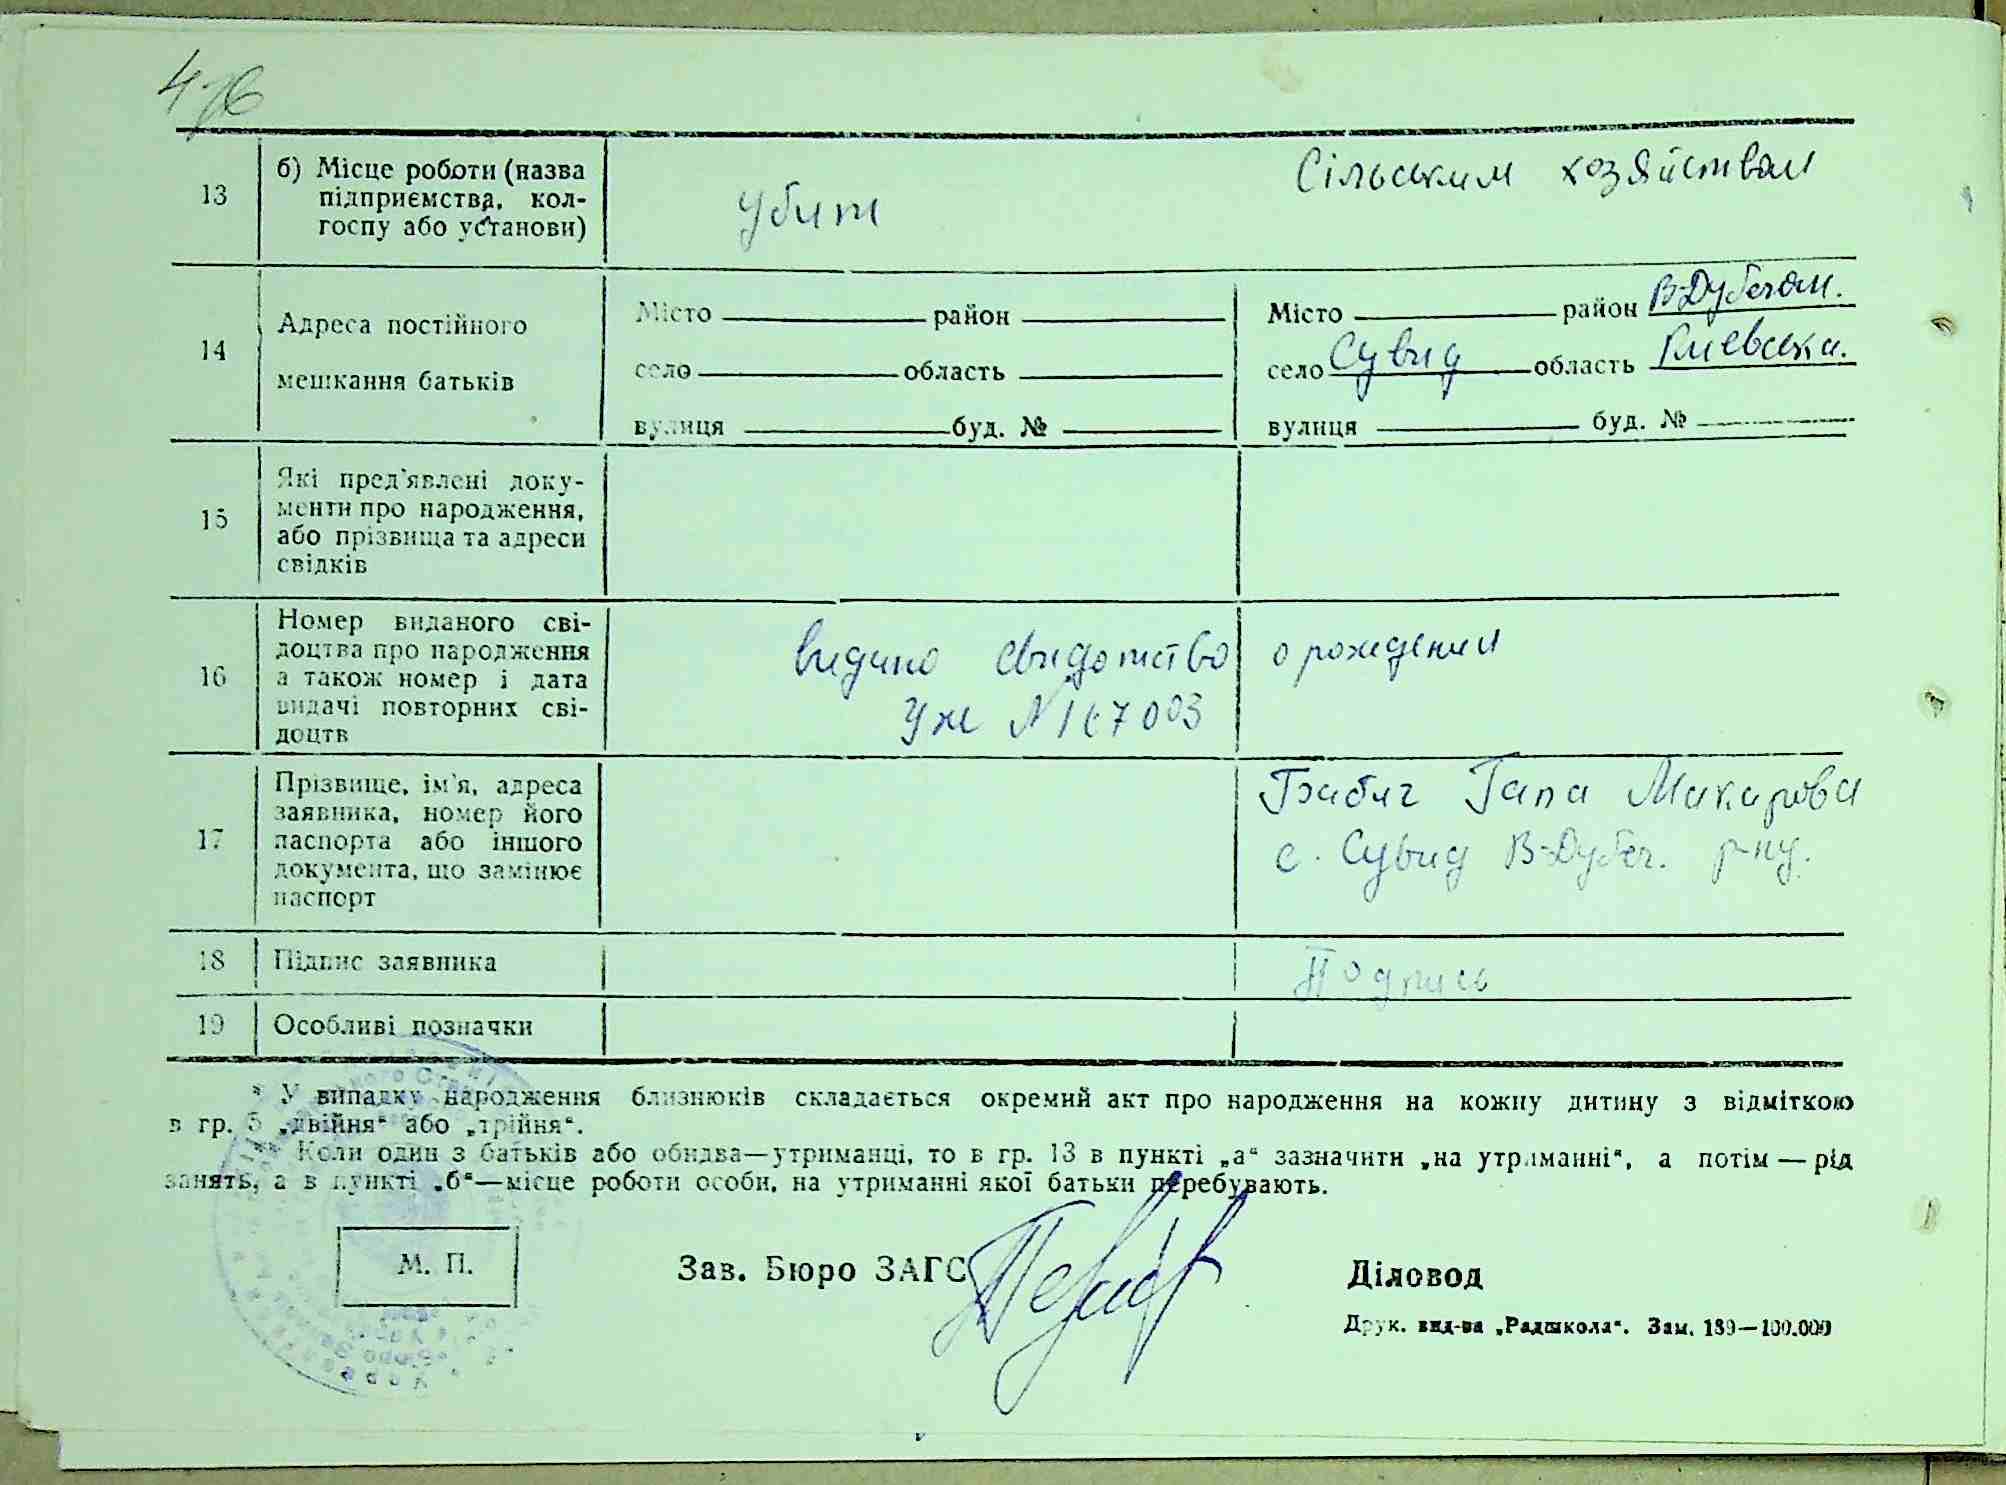 476
13
б) Місце роботи (назва
підприємства, кол-
госпу або установи)
убит
Сільським хозяйством
14
Адреса постійного
мешкання батьків
Місто район
село область
вулиця буд. №
Місто район В-Дубечан.
село Сувид область Киевська.
вулиця буд. №
15
Які пред'явлені доку-
менти про народження,
або прізвища та адреси
свідків
16
Номер виданого сві-
доцтва про народження
а також номер і дата
видачі повторних сві-
доцтв
видано свидотство о рождении
УЖ N 167003
17
Прізвище, ім'я, адреса
заявника, номер його
паспорта або іншого
документа, що замінює
паспорт
Бабич Гапа Макарова
с. Сувид В-Дубеч. р-ну.
18
Підпис заявника
Подпись
19
Особливі позначки
* У випадку народження близнюків складається окремий акт про народження на кожну дитину з відміткою
в гр. 5 „двійня“ або „трійня“.
Коли один з батьків або обидва—утриманці, то в гр. 13 в пункті „а“ зазначити „на утриманні“, а потім — рід
занять, а в пункті „б“—місце роботи особи, на утриманні якої батьки перебувають.
М. П.
Зав. Бюро ЗАГС
Діловод
Друк. вид-ва „Радшкола“. Зам. 189—100.000